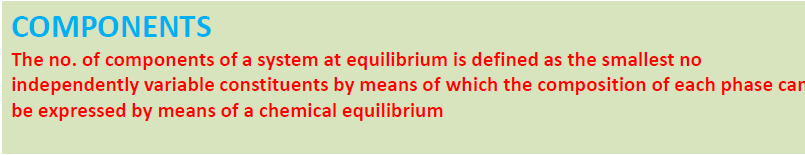 COMPONENTS
The no. of components of a system at equilibrium is defined as the smallest no
independently variable constituents by means of which the composition of each phase can
be expressed by means of a chemical equilibrium